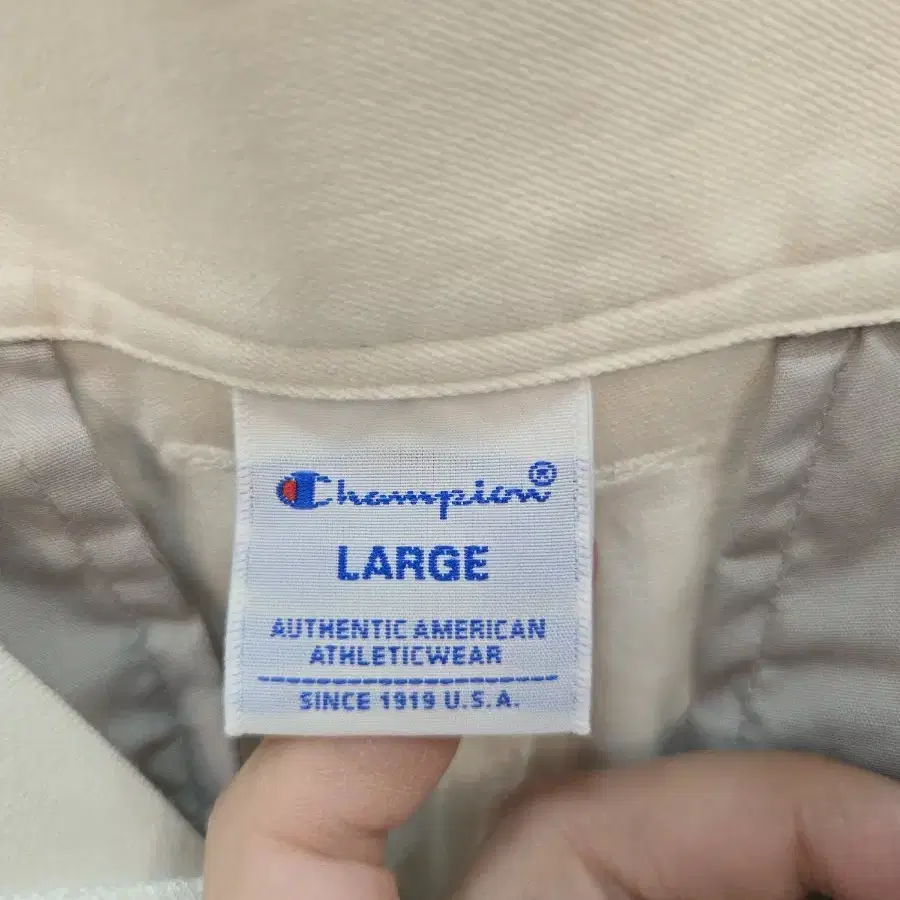 Champion®
LARGE
AUTHENTIC AMERICAN
ATHLETICWEAR
SINCE 1919 U.S.A.